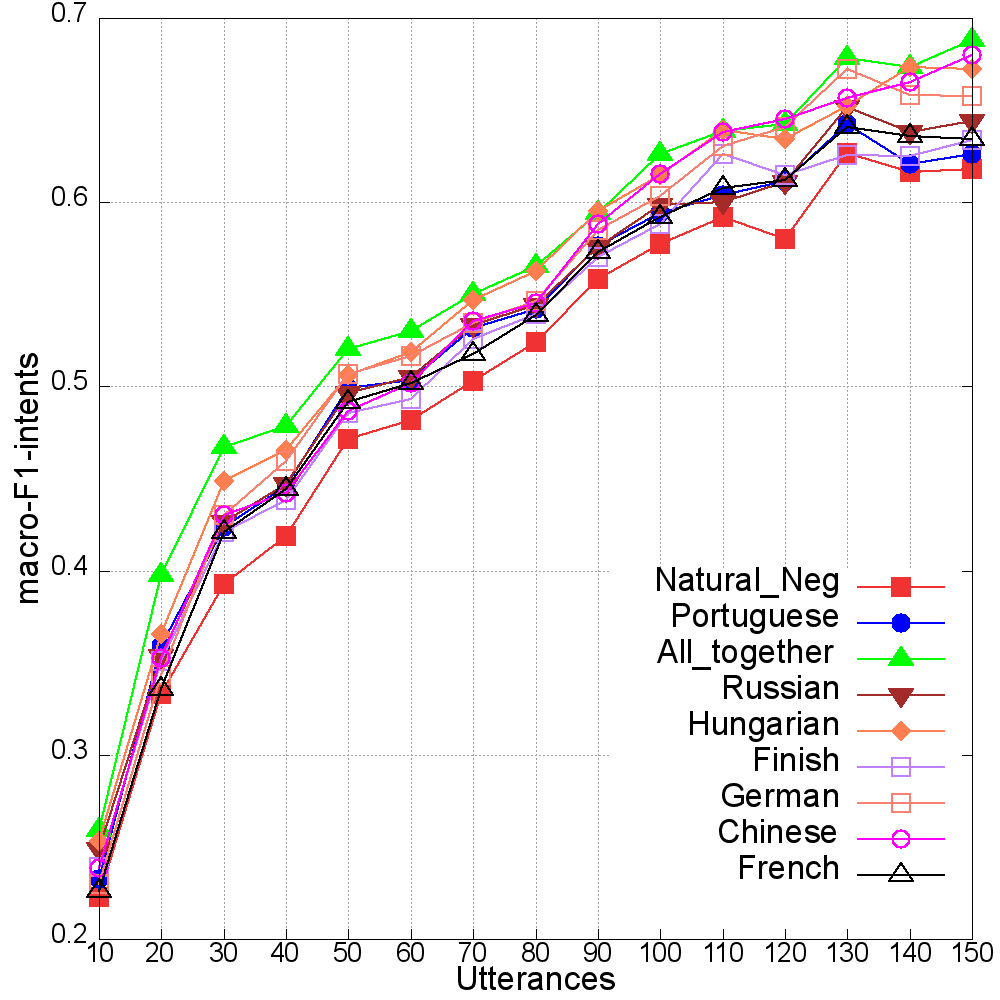 0.7
0.6
0.5
0.4
0.3
0.2
macro-F1-intents
Natural_Neg
Portuguese
All_together
Russian
Hungarian
Finish
German
Chinese
French
10 20 30 40 50 60 70 80 90 100 110 120 130 140 150
Utterances